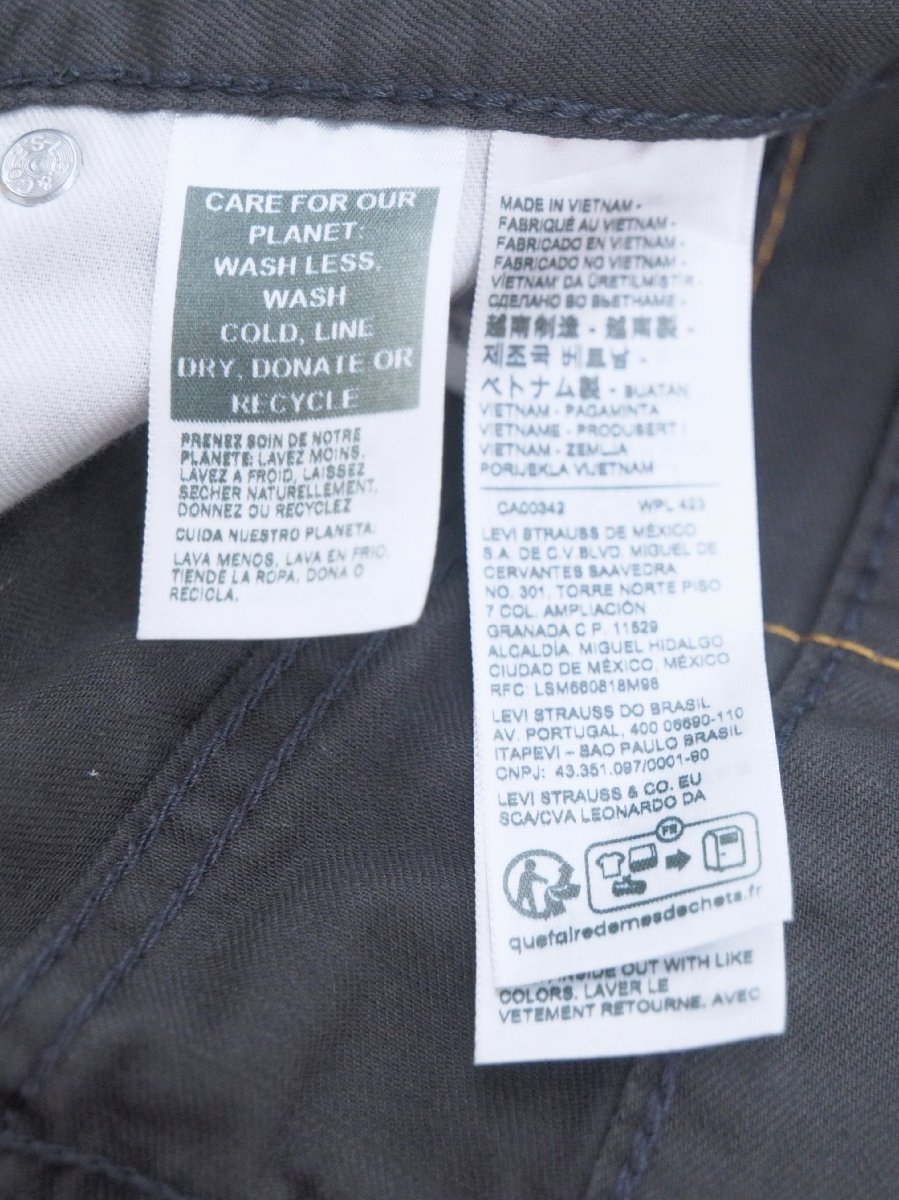 CARE FOR OUR
PLANET:
WASH LESS,
WASH
COLD, LINE
DRY, DONATE OR
RECYCLE
PRENEZ SOIN DE NOTRE
PLANETE: LAVEZ MOINS,
LAVEZ A FROID, LAISSEZ
SECHER NATURELLEMENT,
DONNEZ OU RECYCLEZ
CUIDA NUESTRO PLANETA:
LAVA MENOS, LAVA EN FRIO,
TIENDE LA ROPA, DONA O
RECICLA.
MADE IN VIETNAM -
FABRIQUÉ AU VIETNAM -
FABRICADO EN VIETNAM -
FABRICADO NO VIETNAM -
VIETNAM' DA ÜRETILMISTIR -
СДЕЛАНО ВО ВЬЕТНАМЕ -
越南制造 - 越南製 -
제조국 베트남 -
ベトナム製 - BUATAN
VIETNAM - PAGAMINTA
VIETNAME - PRODUSERT I
VIETNAM - ZEMLJA
PORIJEKLA VIJETNAM
CA00342 WPL 423
LEVI STRAUSS DE MÉXICO
S.A. DE C.V BLVD. MIGUEL DE
CERVANTES SAAVEDRA
NO. 301, TORRE NORTE PISO
7 COL. AMPLIACIÓN
GRANADA C.P. 11529
ALCALDÍA, MIGUEL HIDALGO
CIUDAD DE MÉXICO, MÉXICO
RFC: LSM660818M98
LEVI STRAUSS DO BRASIL
AV. PORTUGAL, 400 06690-110
ITAPEVI – SAO PAULO BRASIL
CNPJ: 43.351.097/0001-90
LEVI STRAUSS & CO. EU
SCA/CVA LEONARDO DA
FR
quefairedemesdechets.fr
INSIDE OUT WITH LIKE
COLORS. LAVER LE
VETEMENT RETOURNE, AVEC